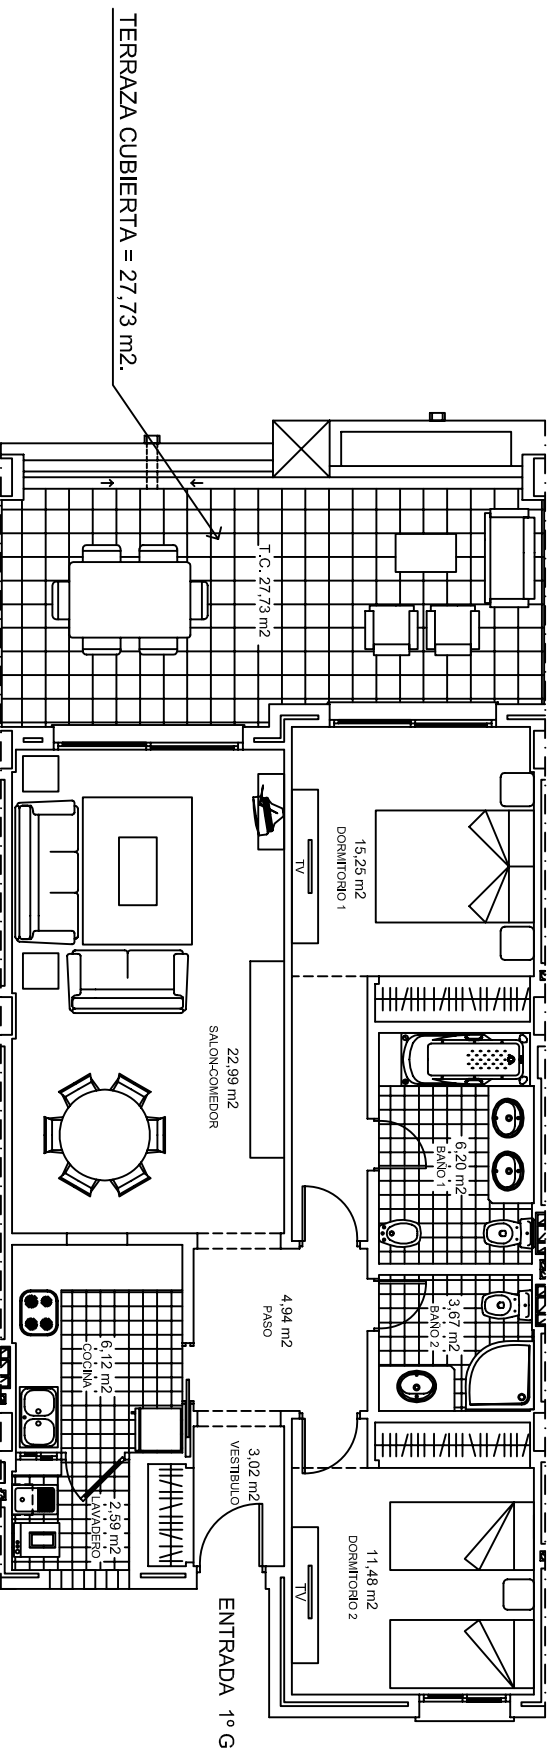 TERRAZA CUBIERTA = 27,73 m2.
T.C. 27,73 m2
15,25 m2
DORMITORIO 1
TV
22,99 m2
SALON-COMEDOR
6,20 m2
BAÑO 1
3,67 m2
BAÑO 2
4,94 m2
PASO
6,12 m2
COCINA
2,59 m2
LAVADERO
3,02 m2
VESTIBULO
11,48 m2
DORMITORIO 2
TV
ENTRADA 1º G